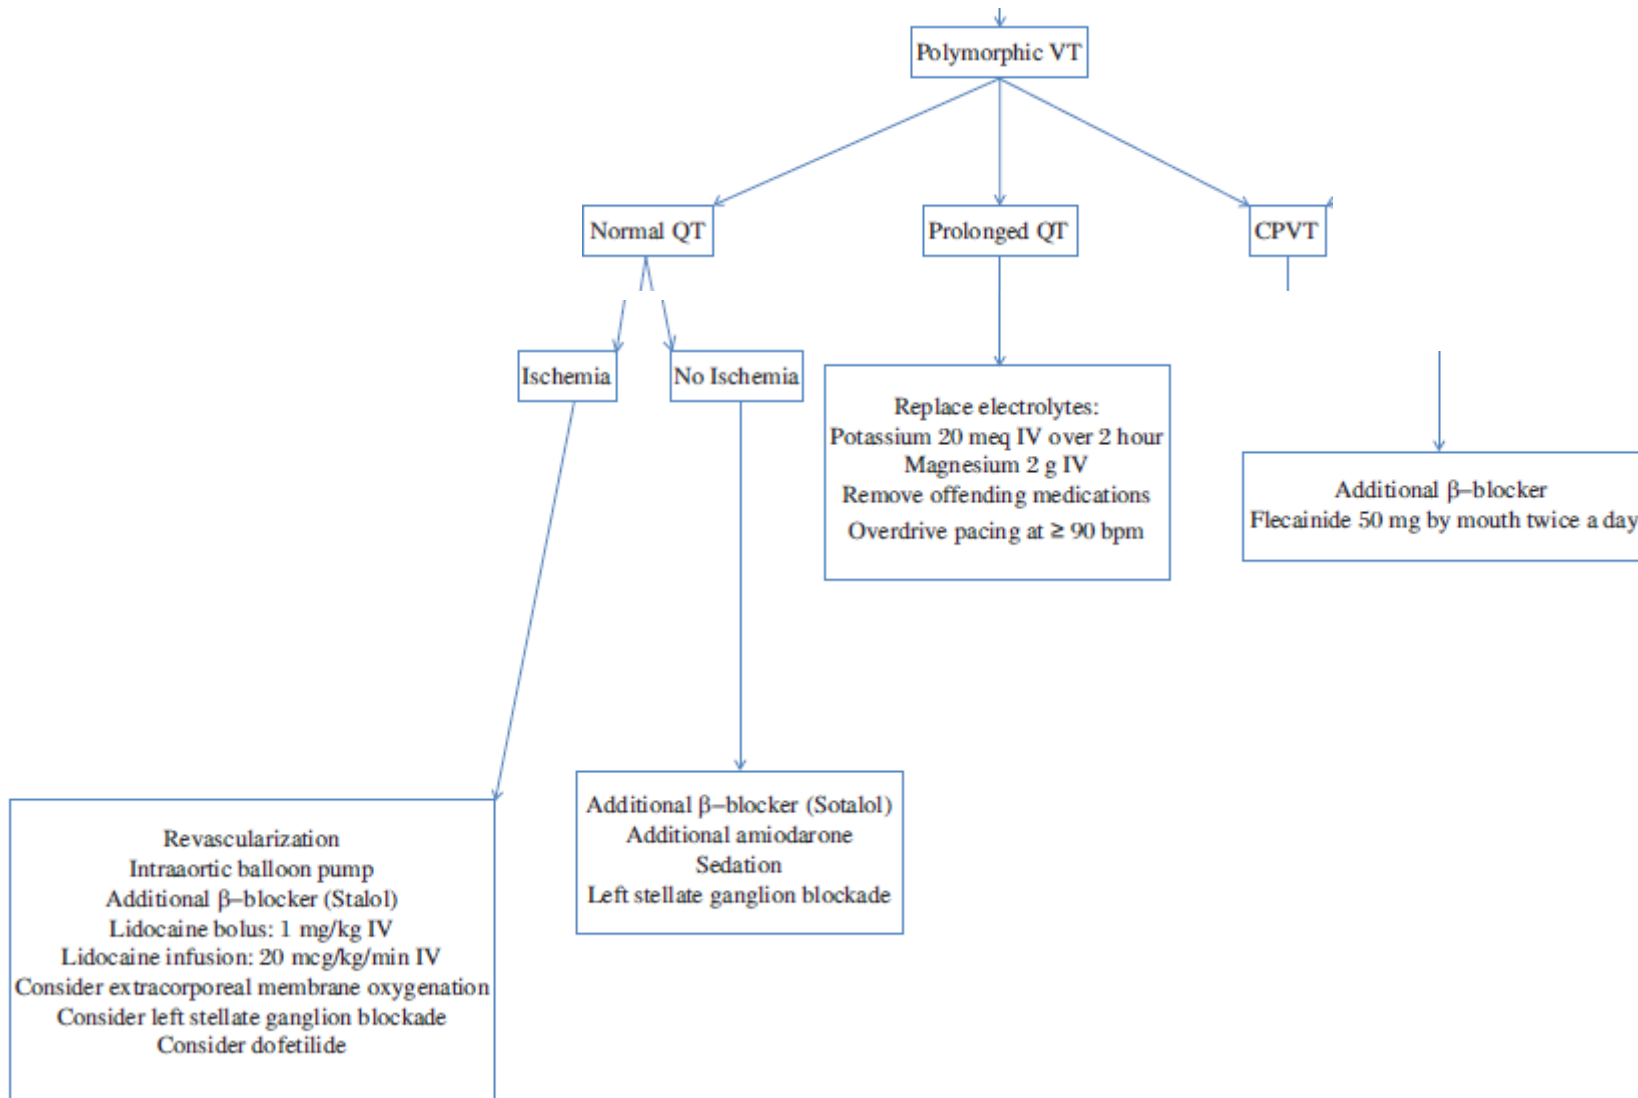 Polymorphic VT
Normal QT
Prolonged QT
CPVT
Ischemia
No Ischemia
Replace electrolytes:
Potassium 20 meq IV over 2 hour
Magnesium 2 g IV
Remove offending medications
Overdrive pacing at ≥ 90 bpm
Additional β–blocker
Flecainide 50 mg by mouth twice a day
Additional β–blocker (Sotalol)
Additional amiodarone
Sedation
Left stellate ganglion blockade
Revascularization
Intraaortic balloon pump
Additional β–blocker (Stalol)
Lidocaine bolus: 1 mg/kg IV
Lidocaine infusion: 20 mcg/kg/min IV
Consider extracorporeal membrane oxygenation
Consider left stellate ganglion blockade
Consider dofetilide